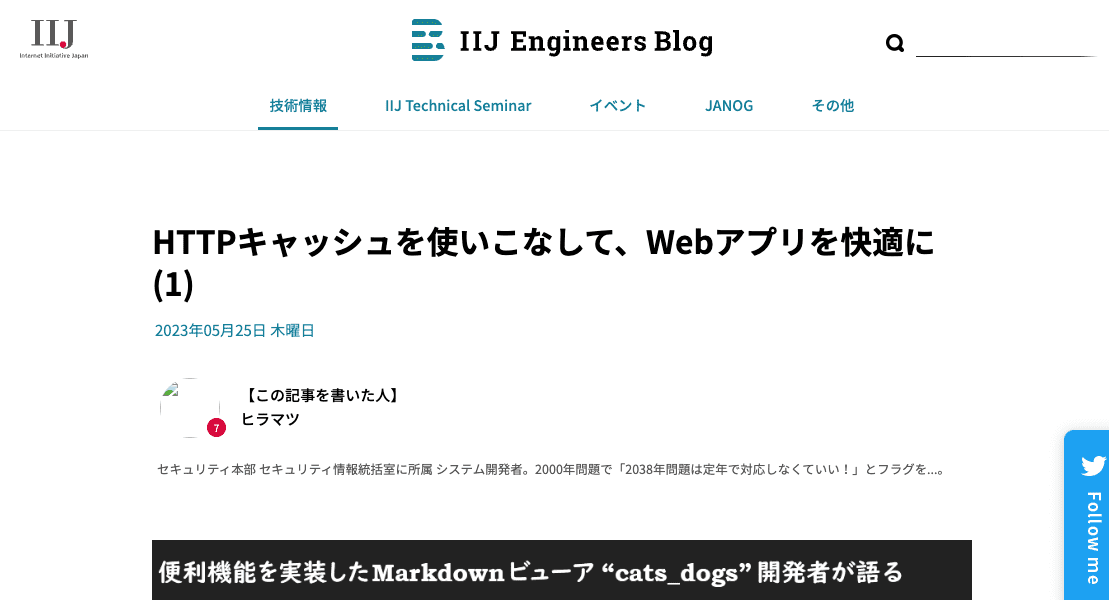 IIJ
Internet Initiative Japan
IIJ Engineers Blog
技術情報
IIJ Technical Seminar
イベント
JANOG
その他
HTTPキャッシュを使いこなして、Webアプリを快適に
(1)
2023年05月25日 木曜日
7
【この記事を書いた人】
ヒラマツ
セキュリティ本部 セキュリティ情報統括室に所属 システム開発者。2000年問題で「2038年問題は定年で対応しなくていい！」とフラグを...。
Follow me
便利機能を実装したMarkdownビューア “cats_dogs” 開発者が語る